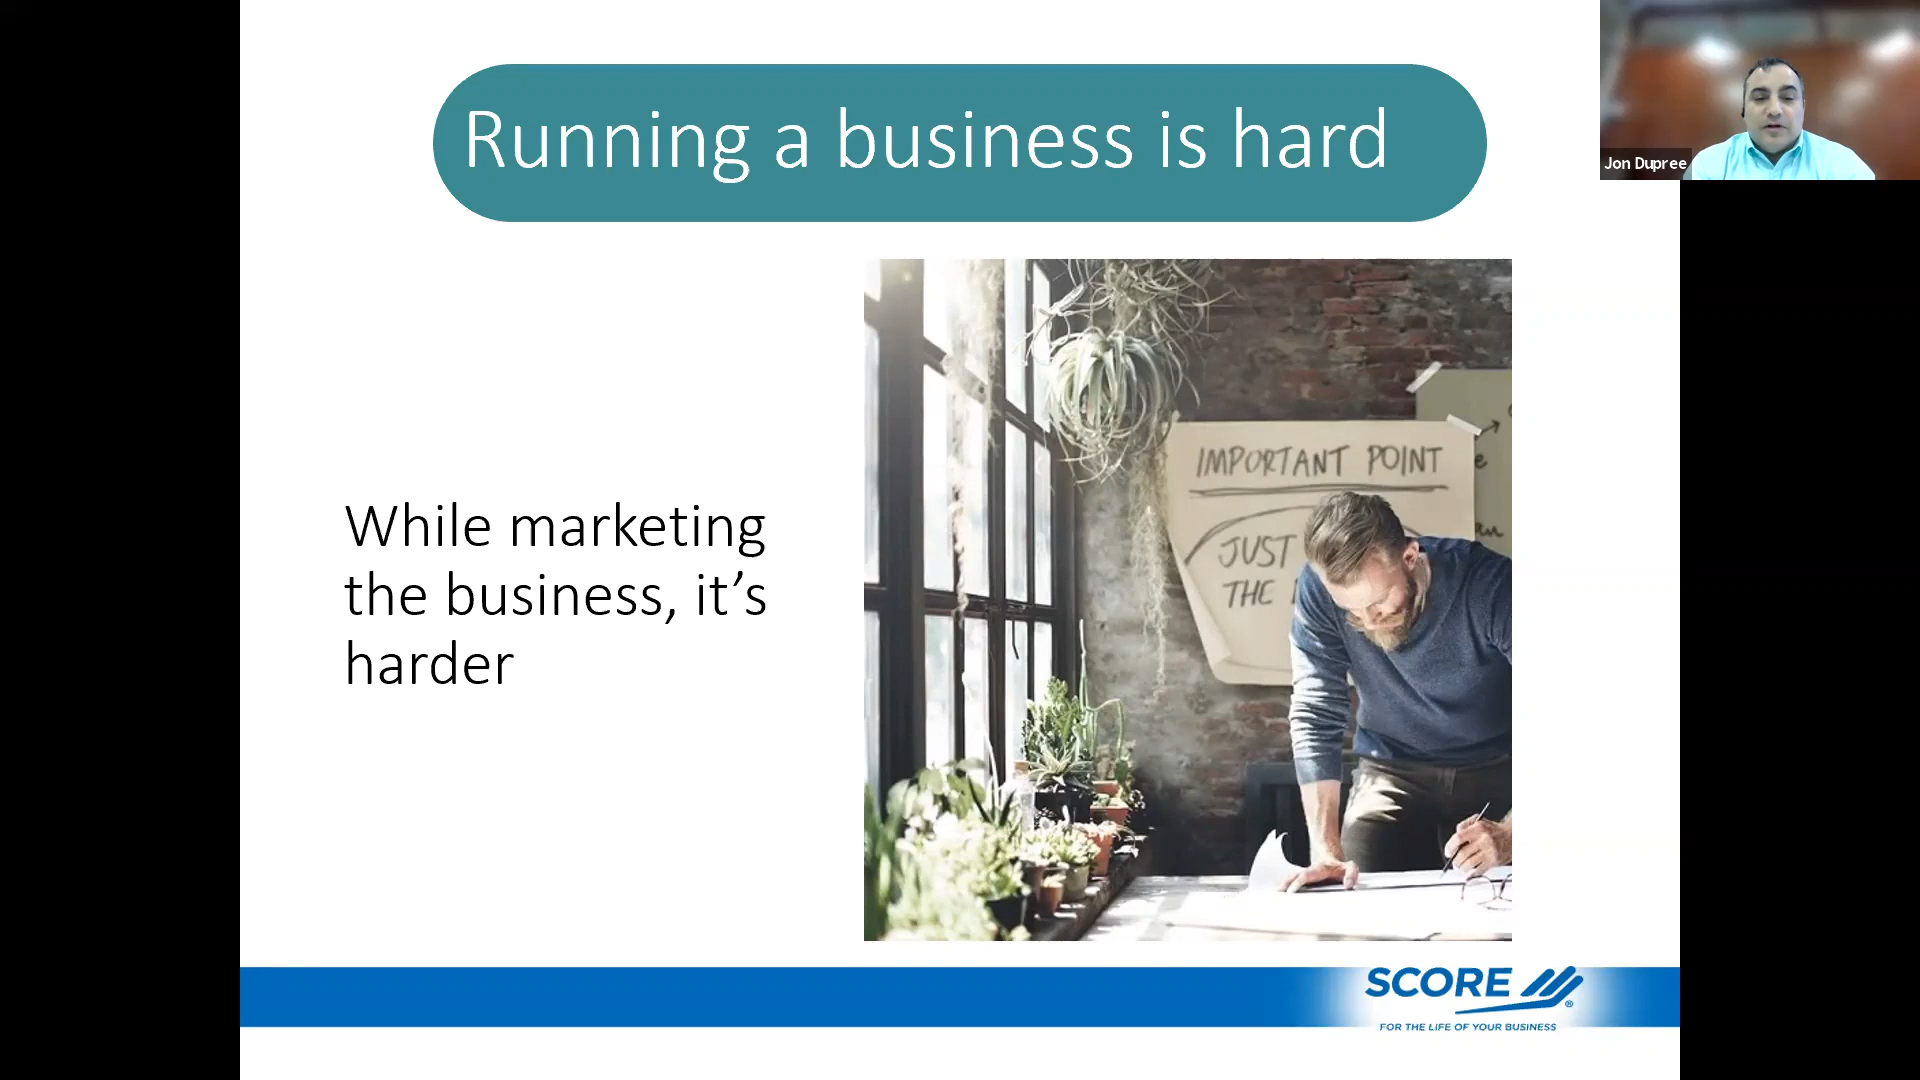 Running a business is hard
Jon Dupree
While marketing
the business, it’s
harder
IMPORTANT POINT
JUST
THE
SCORE
®
FOR THE LIFE OF YOUR BUSINESS